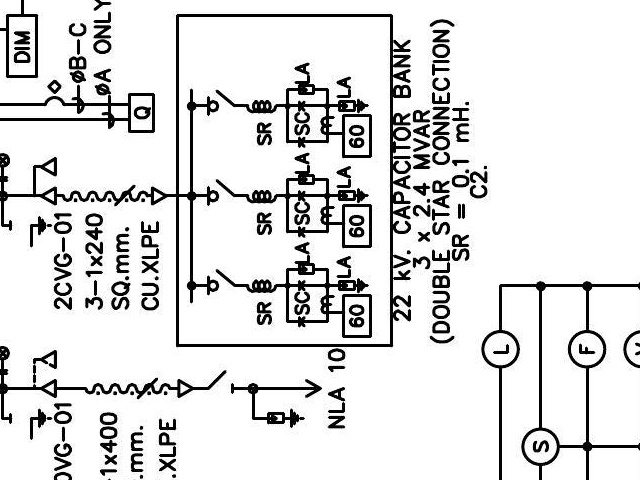 DIM
øB-C
øA ONLY
Q
2CVG-01
3-1x240
SQ.mm.
CU.XLPE
LA
LA
*SC*
SR
60
LA
LA
*SC*
SR
60
LA
LA
*SC*
SR
60
22 kV. CAPACITOR BANK
3 x 2.4 MVAR
(DOUBLE STAR CONNECTION)
SR = 0.1 mH.
C2.
NLA 10
VG-01
1x400
.mm.
.XLPE
L
F
S